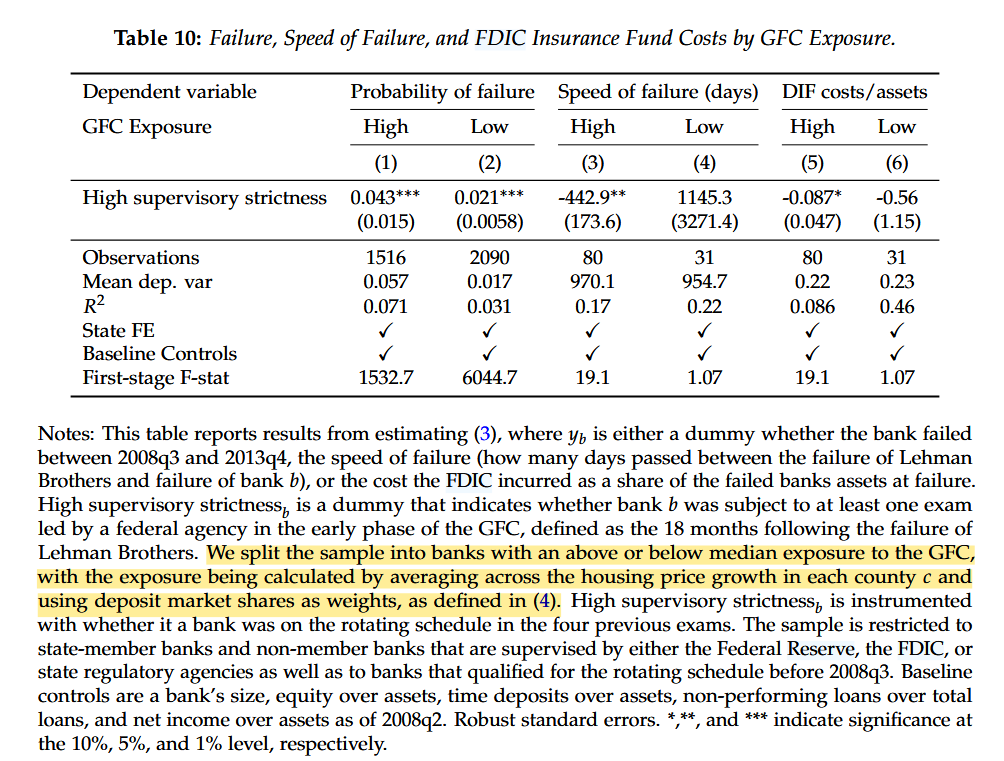 Table 10: Failure, Speed of Failure, and FDIC Insurance Fund Costs by GFC Exposure.
Dependent variable Probability of failure Speed of failure (days) DIF costs/assets
GFC Exposure High Low High Low High Low
(1) (2) (3) (4) (5) (6)
High supervisory strictness 0.043*** 0.021*** -442.9** 1145.3 -0.087* -0.56
(0.015) (0.0058) (173.6) (3271.4) (0.047) (1.15)
Observations 1516 2090 80 31 80 31
Mean dep. var 0.057 0.017 970.1 954.7 0.22 0.23
R² 0.071 0.031 0.17 0.22 0.086 0.46
State FE ✓ ✓ ✓ ✓ ✓ ✓
Baseline Controls ✓ ✓ ✓ ✓ ✓ ✓
First-stage F-stat 1532.7 6044.7 19.1 1.07 19.1 1.07
Notes: This table reports results from estimating (3), where y_b is either a dummy whether the bank failed
between 2008q3 and 2013q4, the speed of failure (how many days passed between the failure of Lehman
Brothers and failure of bank b), or the cost the FDIC incurred as a share of the failed banks assets at failure.
High supervisory strictness_b is a dummy that indicates whether bank b was subject to at least one exam
led by a federal agency in the early phase of the GFC, defined as the 18 months following the failure of
Lehman Brothers. We split the sample into banks with an above or below median exposure to the GFC,
with the exposure being calculated by averaging across the housing price growth in each county c and
using deposit market shares as weights, as defined in (4). High supervisory strictness_b is instrumented
with whether it a bank was on the rotating schedule in the four previous exams. The sample is restricted to
state-member banks and non-member banks that are supervised by either the Federal Reserve, the FDIC, or
state regulatory agencies as well as to banks that qualified for the rotating schedule before 2008q3. Baseline
controls are a bank's size, equity over assets, time deposits over assets, non-performing loans over total
loans, and net income over assets as of 2008q2. Robust standard errors. *,**, and *** indicate significance at
the 10%, 5%, and 1% level, respectively.